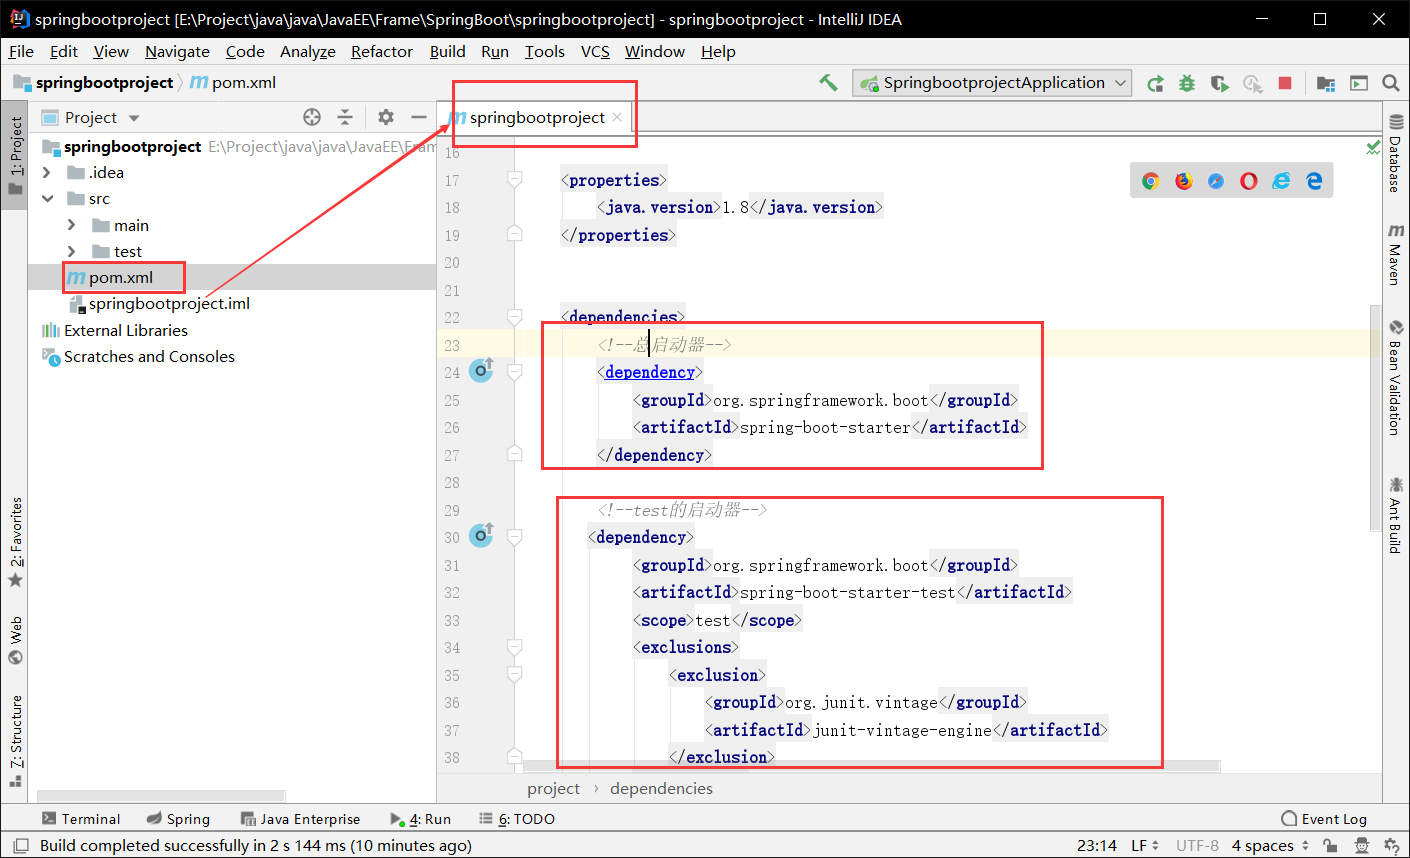 springbootproject [E:\Project\java\java\JavaEE\Frame\SpringBoot\springbootproject] - springbootproject - IntelliJ IDEA
File Edit View Navigate Code Analyze Refactor Build Run Tools VCS Window Help
springbootproject pom.xml
SpringbootprojectApplication
Project
springbootproject
1: Project
springbootproject E:\Project\java\java\JavaEE\Fram
.idea
src
main
test
pom.xml
springbootproject.iml
External Libraries
Scratches and Consoles
2: Favorites
Web
7: Structure
16
17 <properties>
18 <java.version>1.8</java.version>
19 </properties>
20
21
22 <dependencies>
23 <!--总启动器-->
24 <dependency>
25 <groupId>org.springframework.boot</groupId>
26 <artifactId>spring-boot-starter</artifactId>
27 </dependency>
28
29 <!--test的启动器-->
30 <dependency>
31 <groupId>org.springframework.boot</groupId>
32 <artifactId>spring-boot-starter-test</artifactId>
33 <scope>test</scope>
34 <exclusions>
35 <exclusion>
36 <groupId>org.junit.vintage</groupId>
37 <artifactId>junit-vintage-engine</artifactId>
38 </exclusion>
project › dependencies
Database
Maven
Bean Validation
Ant Build
Terminal Spring Java Enterprise 4: Run 6: TODO Event Log
Build completed successfully in 2 s 144 ms (10 minutes ago) 23:14 LF UTF-8 4 spaces